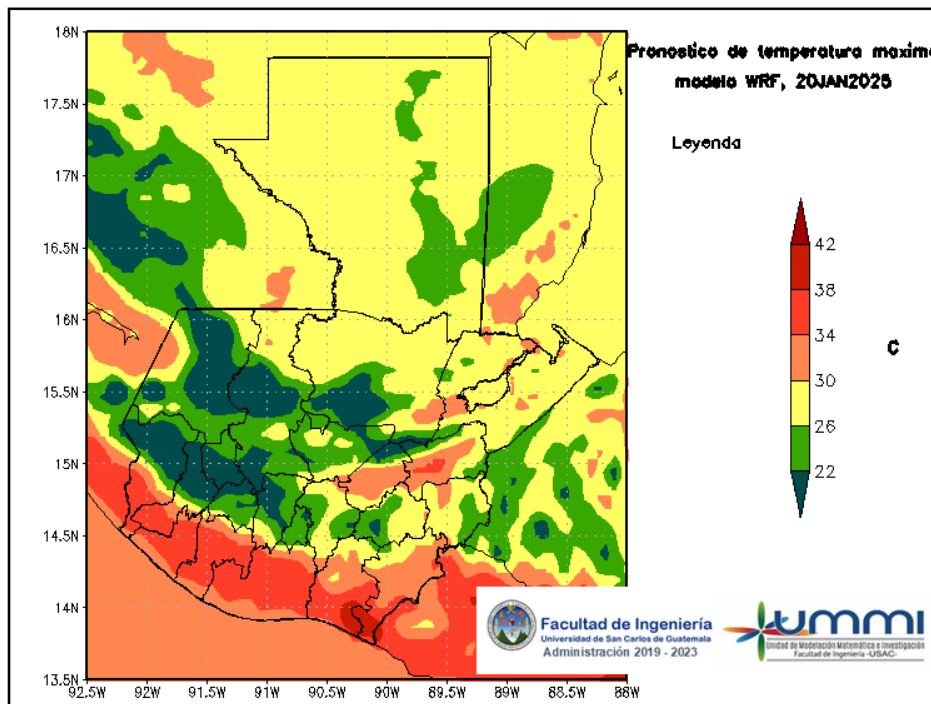 Pronostico de temperatura maxima
modelo WRF, 20JAN2025
Leyenda
18N
17.5N
17N
16.5N
16N
15.5N
15N
14.5N
14N
13.5N
92.5W
92W
91.5W
91W
90.5W
90W
89.5W
89W
88.5W
88W
42
38
34
30
26
22
C
Facultad de Ingeniería
Universidad de San Carlos de Guatemala
Administración 2019 - 2023
UMMI
Unidad de Modelación Matemática e Investigación
Facultad de Ingeniería -USAC-